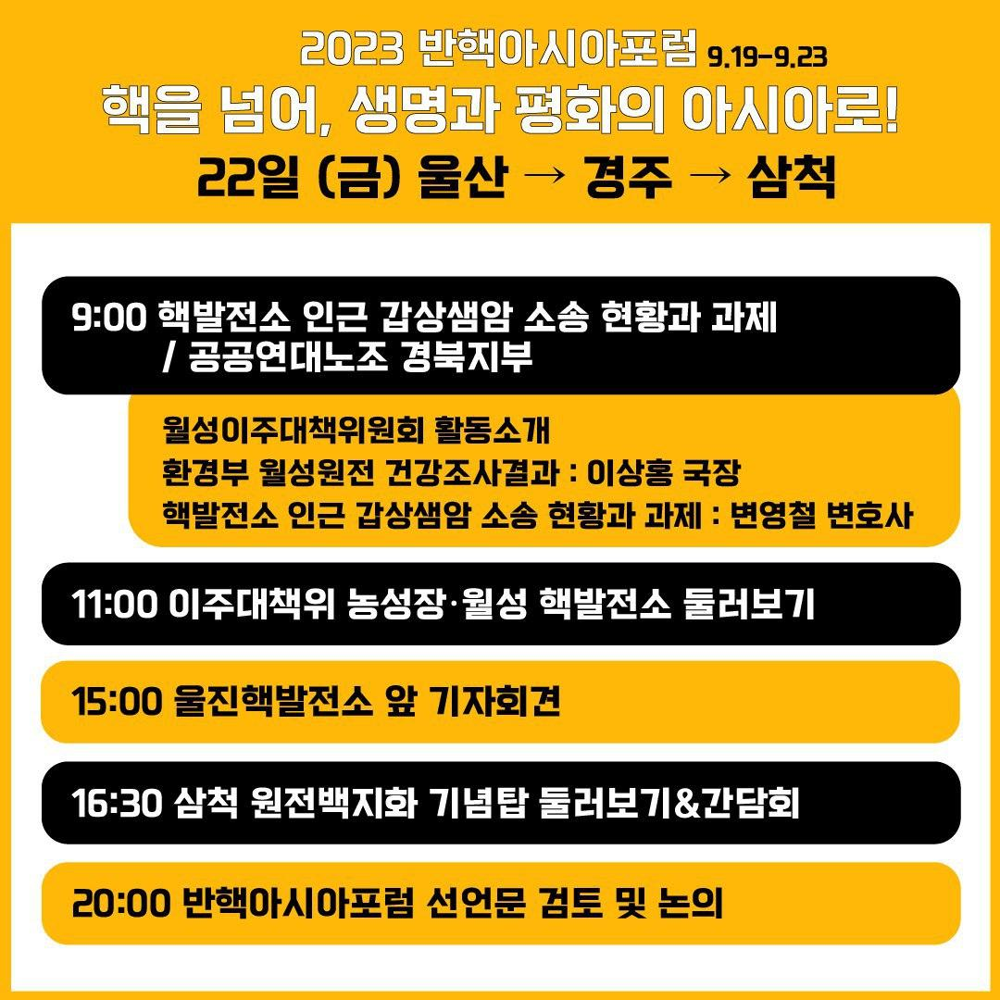 2023 반핵아시아포럼 9.19-9.23
핵을 넘어, 생명과 평화의 아시아로!
22일 (금) 울산 → 경주 → 삼척
9:00 핵발전소 인근 갑상샘암 소송 현황과 과제
/ 공공연대노조 경북지부
월성이주대책위원회 활동소개
환경부 월성원전 건강조사결과 : 이상홍 국장
핵발전소 인근 갑상샘암 소송 현황과 과제 : 변영철 변호사
11:00 이주대책위 농성장·월성 핵발전소 둘러보기
15:00 울진핵발전소 앞 기자회견
16:30 삼척 원전백지화 기념탑 둘러보기&간담회
20:00 반핵아시아포럼 선언문 검토 및 논의